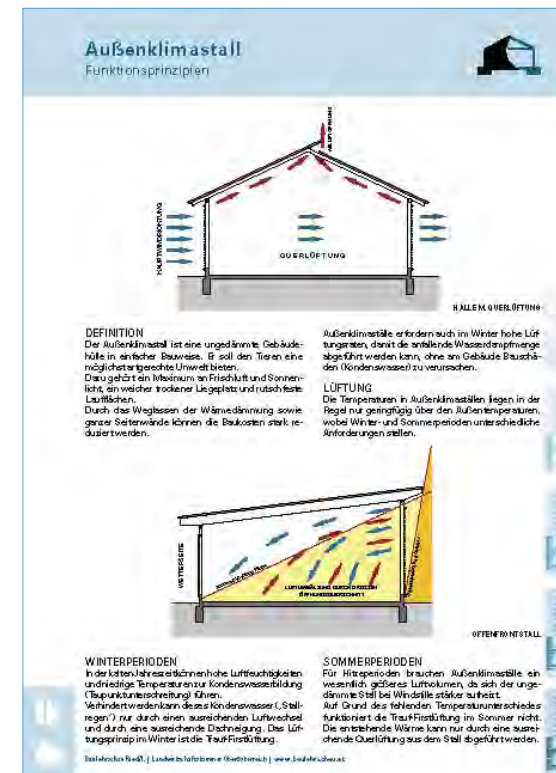 Außenklimastall
Funktionsprinzipien
HAUPTWINDRICHTUNG
QUERLÜFTUNG
HALLE M. QUERLÜFTUNG
DEFINITION
Der Außenklimastall ist eine ungedämmte Gebäude-
hülle in einfacher Bauweise. Er soll den Tieren eine
möglichst artgerechte Umwelt bieten.
Dazu gehört ein Maximum an Frischluft und Sonnen-
licht, ein weicher trockener Liegeplatz und rutschfeste
Laufflächen.
Durch das Weglassen der Wärmedämmung sowie
ganzer Seitenwände können die Baukosten stark re-
duziert werden.
Außenklimaställe erfordern auch im Winter hohe Lüf-
tungsraten, damit die anfallende Wasserdampfmenge
abgeführt werden kann, ohne am Gebäude Bauschä-
den (Kondenswasser) zu verursachen.
LÜFTUNG
Die Temperaturen in Außenklimaställen liegen in der
Regel nur geringfügig über den Außentemperaturen,
wobei Winter- und Sommerperioden unterschiedliche
Anforderungen stellen.
WETTERSEITE
OFFENFRONTSTALL
WINTERPERIODEN
In der kalten Jahreszeit können hohe Luftfeuchtigkeiten
und niedrige Temperaturen zu Kondenswasserbildung
(Taupunktunterschreitung) führen.
Verhindert werden kann dieses Kondenswasser („Stall-
regen“) nur durch einen ausreichenden Luftwechsel
und durch eine ausreichende Dachneigung. Das Lüf-
tungsprinzip im Winter ist die Trauf-Firstlüftung.
SOMMERPERIODEN
Für Hitzeperioden brauchen Außenklimaställe ein
wesentlich größeres Luftvolumen, da sich der unge-
dämmte Stall bei Windstille stärker aufheizt.
Auf Grund des fehlenden Temperaturunterschiedes
funktioniert die Trauf-Firstlüftung im Sommer nicht.
Die entstehende Wärme kann nur durch eine ausrei-
chende Querlüftung aus dem Stall abgeführt werden.
| Landwirtschaftskammer Oberösterreich |